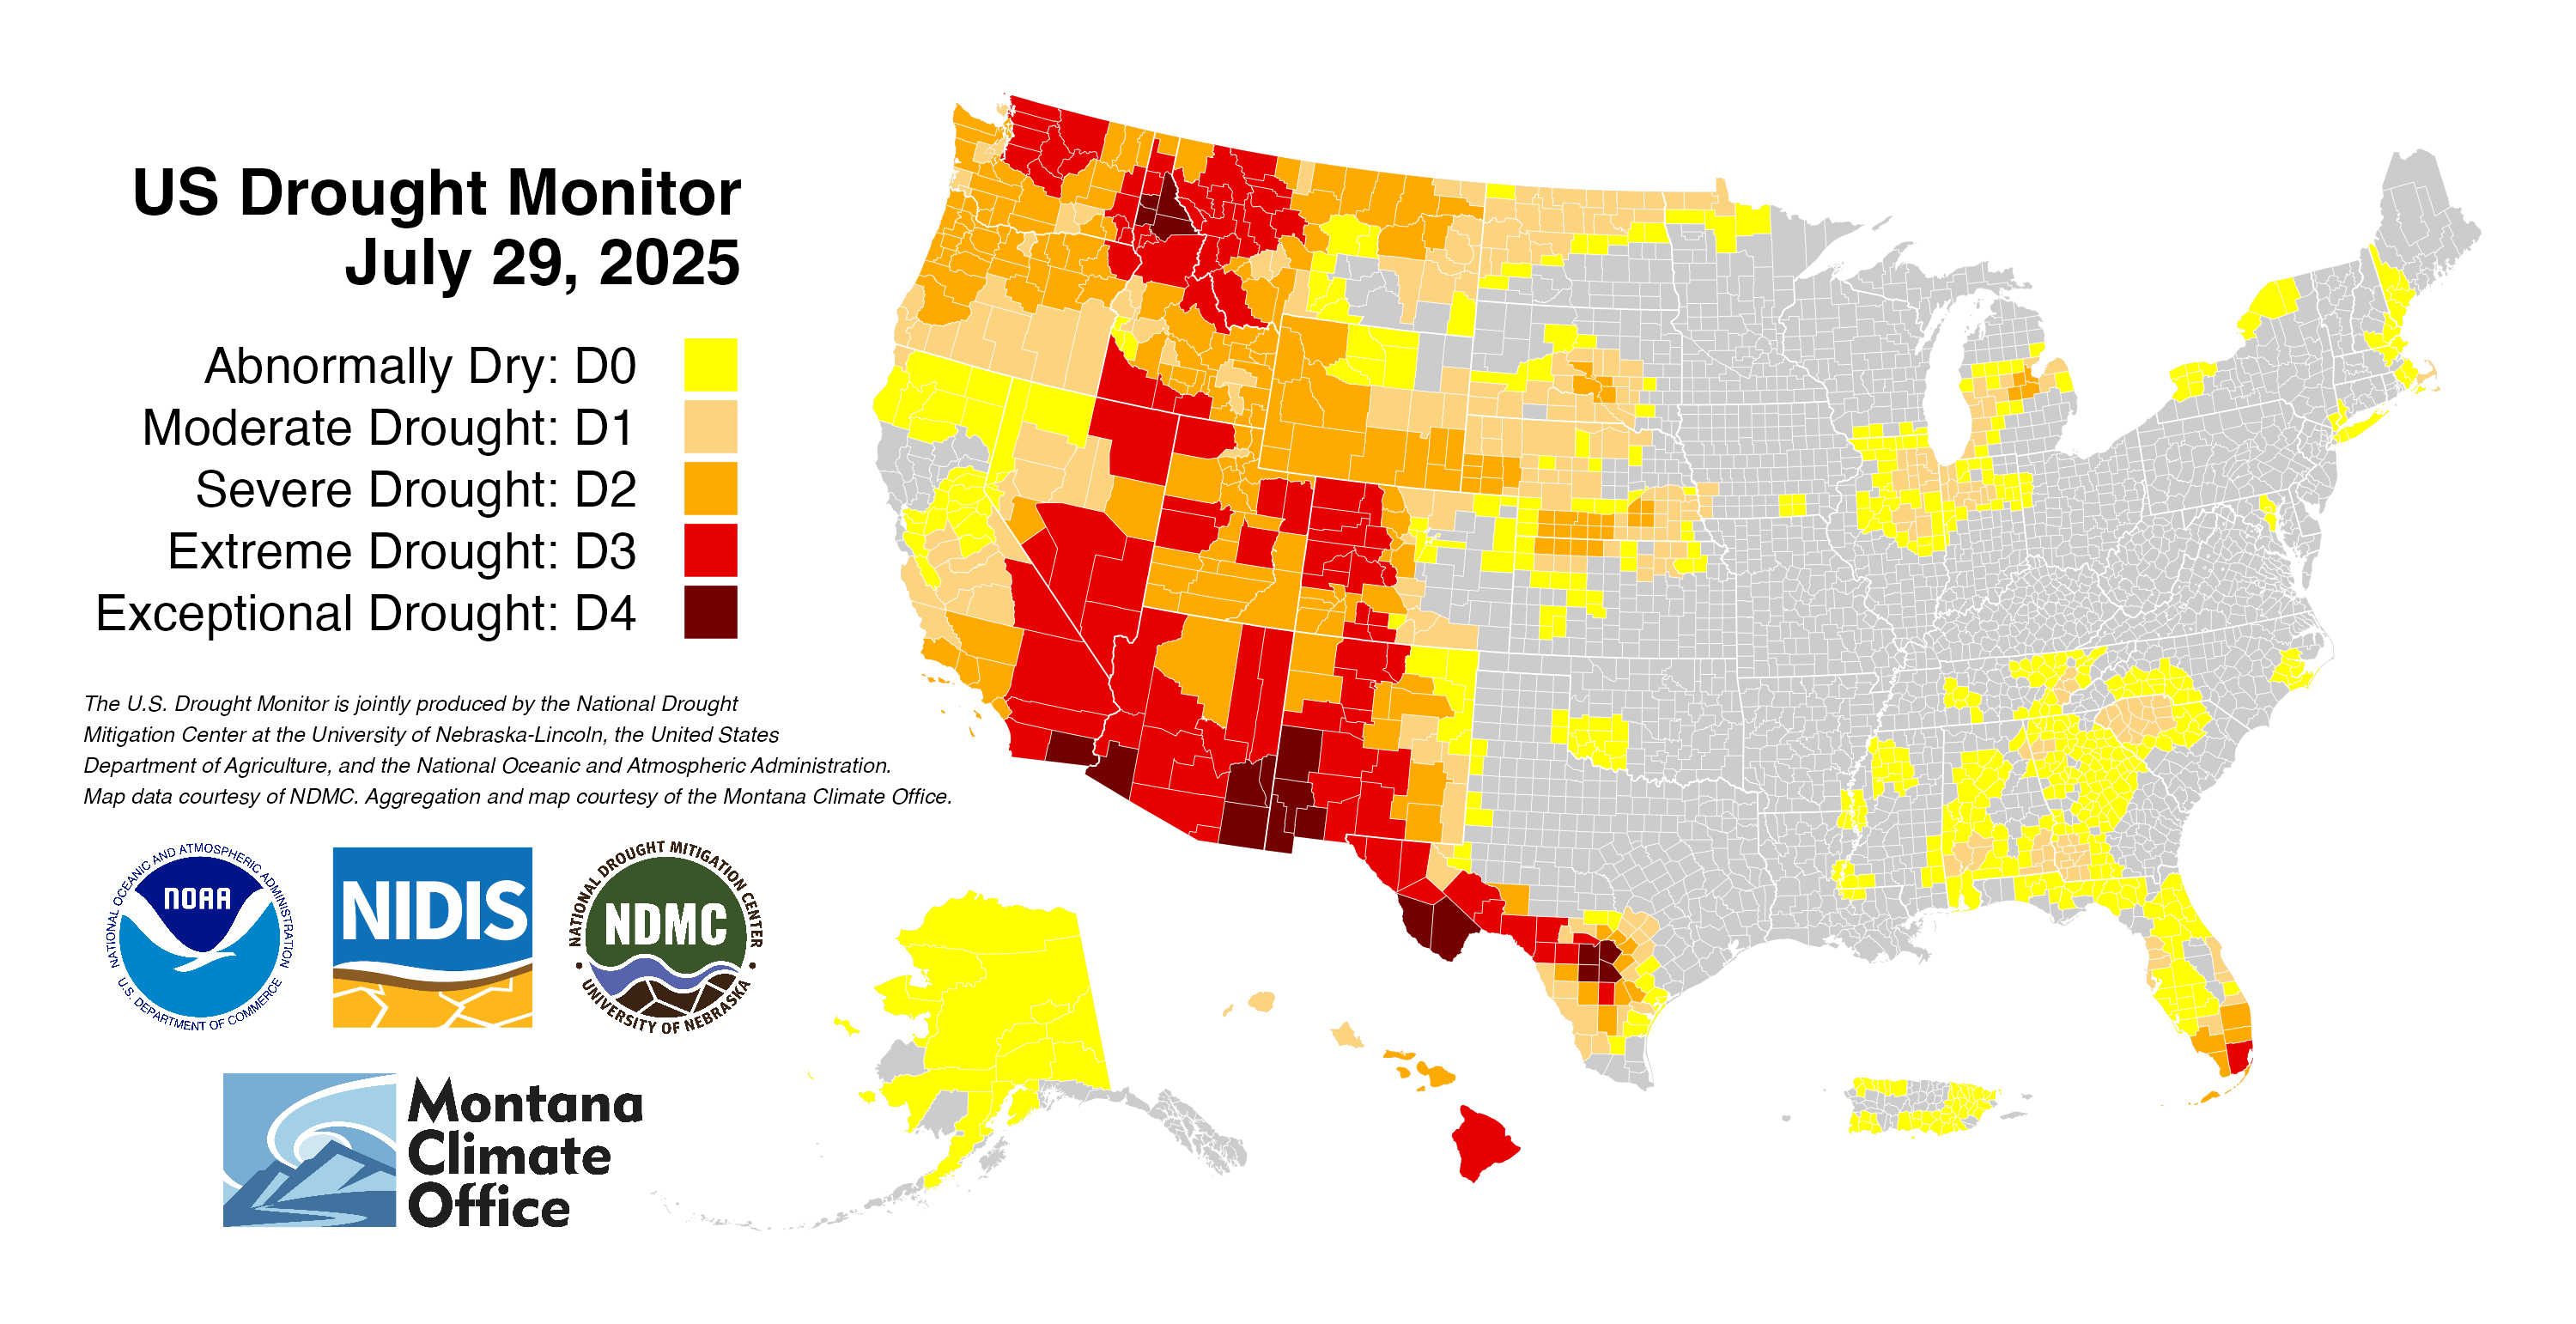 US Drought Monitor
July 29, 2025
Abnormally Dry: D0
Moderate Drought: D1
Severe Drought: D2
Extreme Drought: D3
Exceptional Drought: D4
The U.S. Drought Monitor is jointly produced by the National Drought
Mitigation Center at the University of Nebraska-Lincoln, the United States
Department of Agriculture, and the National Oceanic and Atmospheric Administration.
Map data courtesy of NDMC. Aggregation and map courtesy of the Montana Climate Office.
NATIONAL OCEANIC AND ATMOSPHERIC ADMINISTRATION
NOAA
U.S. DEPARTMENT OF COMMERCE
NIDIS
NATIONAL DROUGHT MITIGATION CENTER
NDMC
UNIVERSITY OF NEBRASKA
Montana
Climate
Office